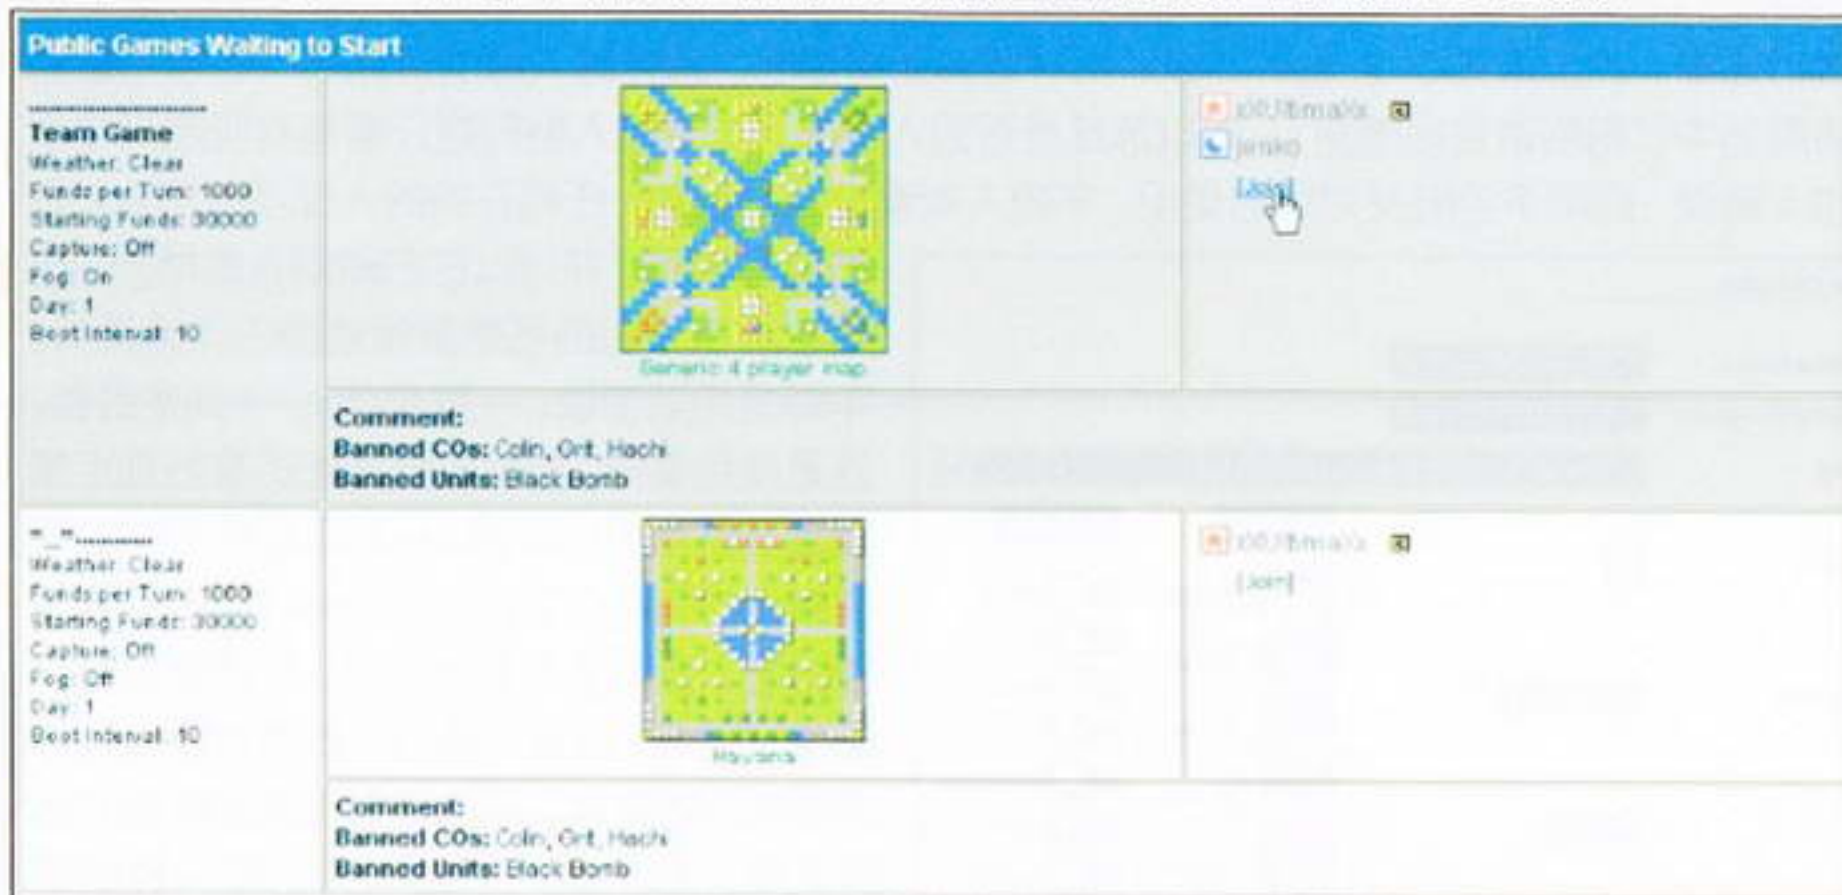 Public Games Waiting to Start
Team Game
Weather: Clear
Funds per Turn: 1000
Starting Funds: 30000
Capture: Off
Fog: On
Day: 1
Boot Interval: 10
Generic 4 player map
jenko
[Join]
Comment:
Banned COs: Colin, Grit, Hachi
Banned Units: Black Bomb
Weather: Clear
Funds per Turn: 1000
Starting Funds: 30000
Capture: Off
Fog: Off
Day: 1
Boot Interval: 10
[Join]
Comment:
Banned COs: Colin, Grit, Hachi
Banned Units: Black Bomb